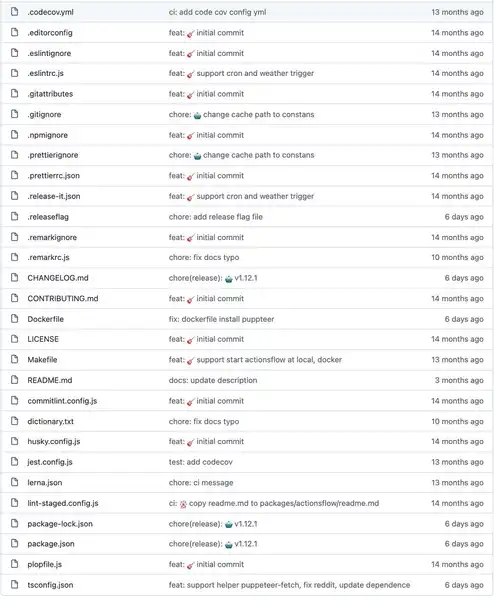 .codecov.yml ci: add code cov config yml 13 months ago
.editorconfig feat: 🎸 initial commit 14 months ago
.eslintignore feat: 🎸 initial commit 14 months ago
.eslintrc.js feat: 🎸 support cron and weather trigger 14 months ago
.gitattributes feat: 🎸 initial commit 14 months ago
.gitignore chore: 🤖 change cache path to constans 13 months ago
.npmignore feat: 🎸 initial commit 14 months ago
.prettierignore chore: 🤖 change cache path to constans 13 months ago
.prettierrc.json feat: 🎸 initial commit 14 months ago
.release-it.json feat: 🎸 support cron and weather trigger 14 months ago
.releaseflag chore: add release flag file 6 days ago
.remarkignore feat: 🎸 initial commit 14 months ago
.remarkrc.js chore: fix docs typo 10 months ago
CHANGELOG.md chore(release): 🤖 v1.12.1 6 days ago
CONTRIBUTING.md feat: 🎸 initial commit 14 months ago
Dockerfile fix: dockerfile install puppteer 6 days ago
LICENSE feat: 🎸 initial commit 14 months ago
Makefile feat: 🎸 support start actionsflow at local, docker 13 months ago
README.md docs: update description 3 months ago
commitlint.config.js feat: 🎸 initial commit 14 months ago
dictionary.txt chore: fix docs typo 10 months ago
husky.config.js feat: 🎸 initial commit 14 months ago
jest.config.js test: add codecov 13 months ago
lerna.json chore: ci message 13 months ago
lint-staged.config.js ci: 🎡 copy readme.md to packages/actionsflow/readme.md 14 months ago
package-lock.json chore(release): 🤖 v1.12.1 6 days ago
package.json chore(release): 🤖 v1.12.1 6 days ago
plopfile.js feat: 🎸 initial commit 14 months ago
tsconfig.json feat: support helper puppeteer-fetch, fix reddit, update dependence 6 days ago